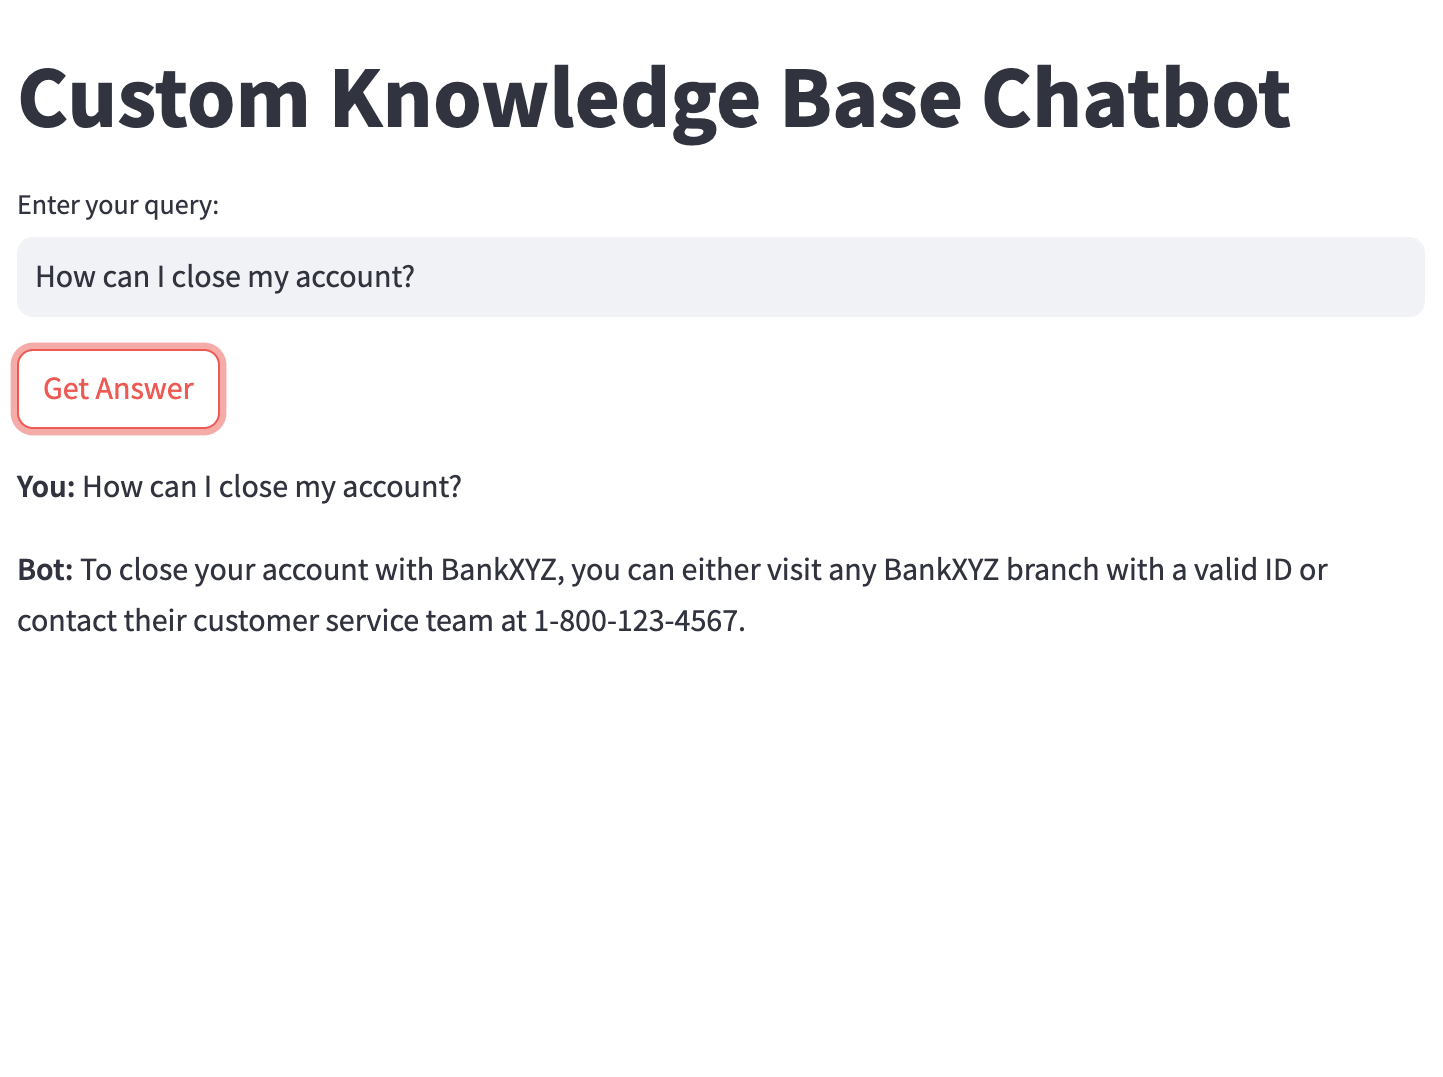 Custom Knowledge Base Chatbot
Enter your query:
How can I close my account?
Get Answer
You: How can I close my account?
Bot: To close your account with BankXYZ, you can either visit any BankXYZ branch with a valid ID or
contact their customer service team at 1-800-123-4567.